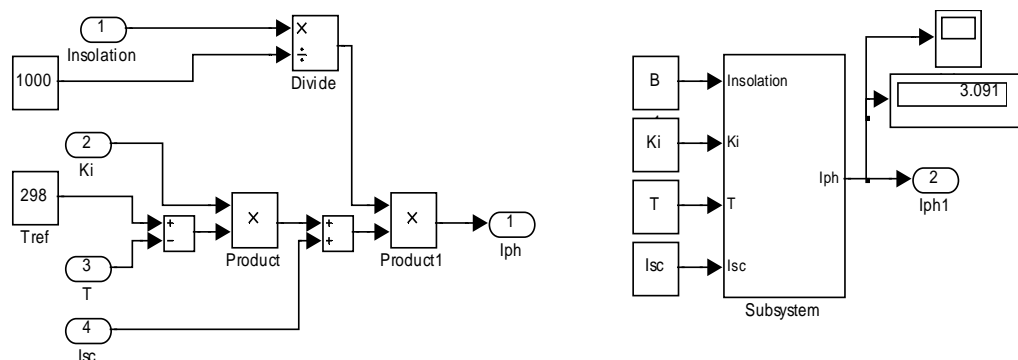 1
Insolation
1000
×
÷
Divide
2
Ki
298
Tref
+
−
×
Product
3
T
4
Isc
+
+
×
Product1
1
Iph
B
Ki
T
Isc
Insolation
Ki
T
Isc
Iph
Subsystem
3.091
2
Iph1